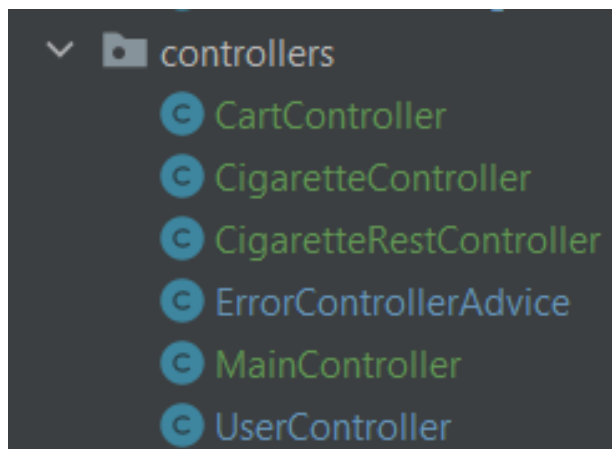 controllers
CartController
CigaretteController
CigaretteRestController
ErrorControllerAdvice
MainController
UserController